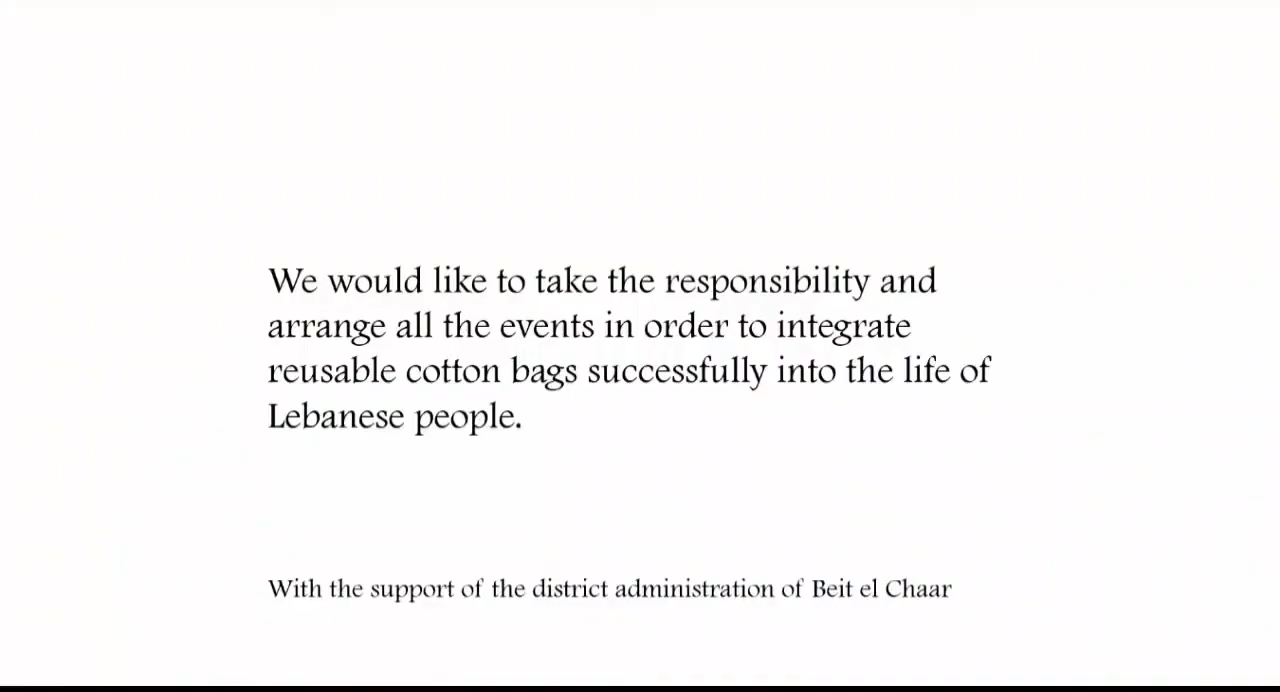 We would like to take the responsibility and
arrange all the events in order to integrate
reusable cotton bags successfully into the life of
Lebanese people.
With the support of the district administration of Beit el Chaar